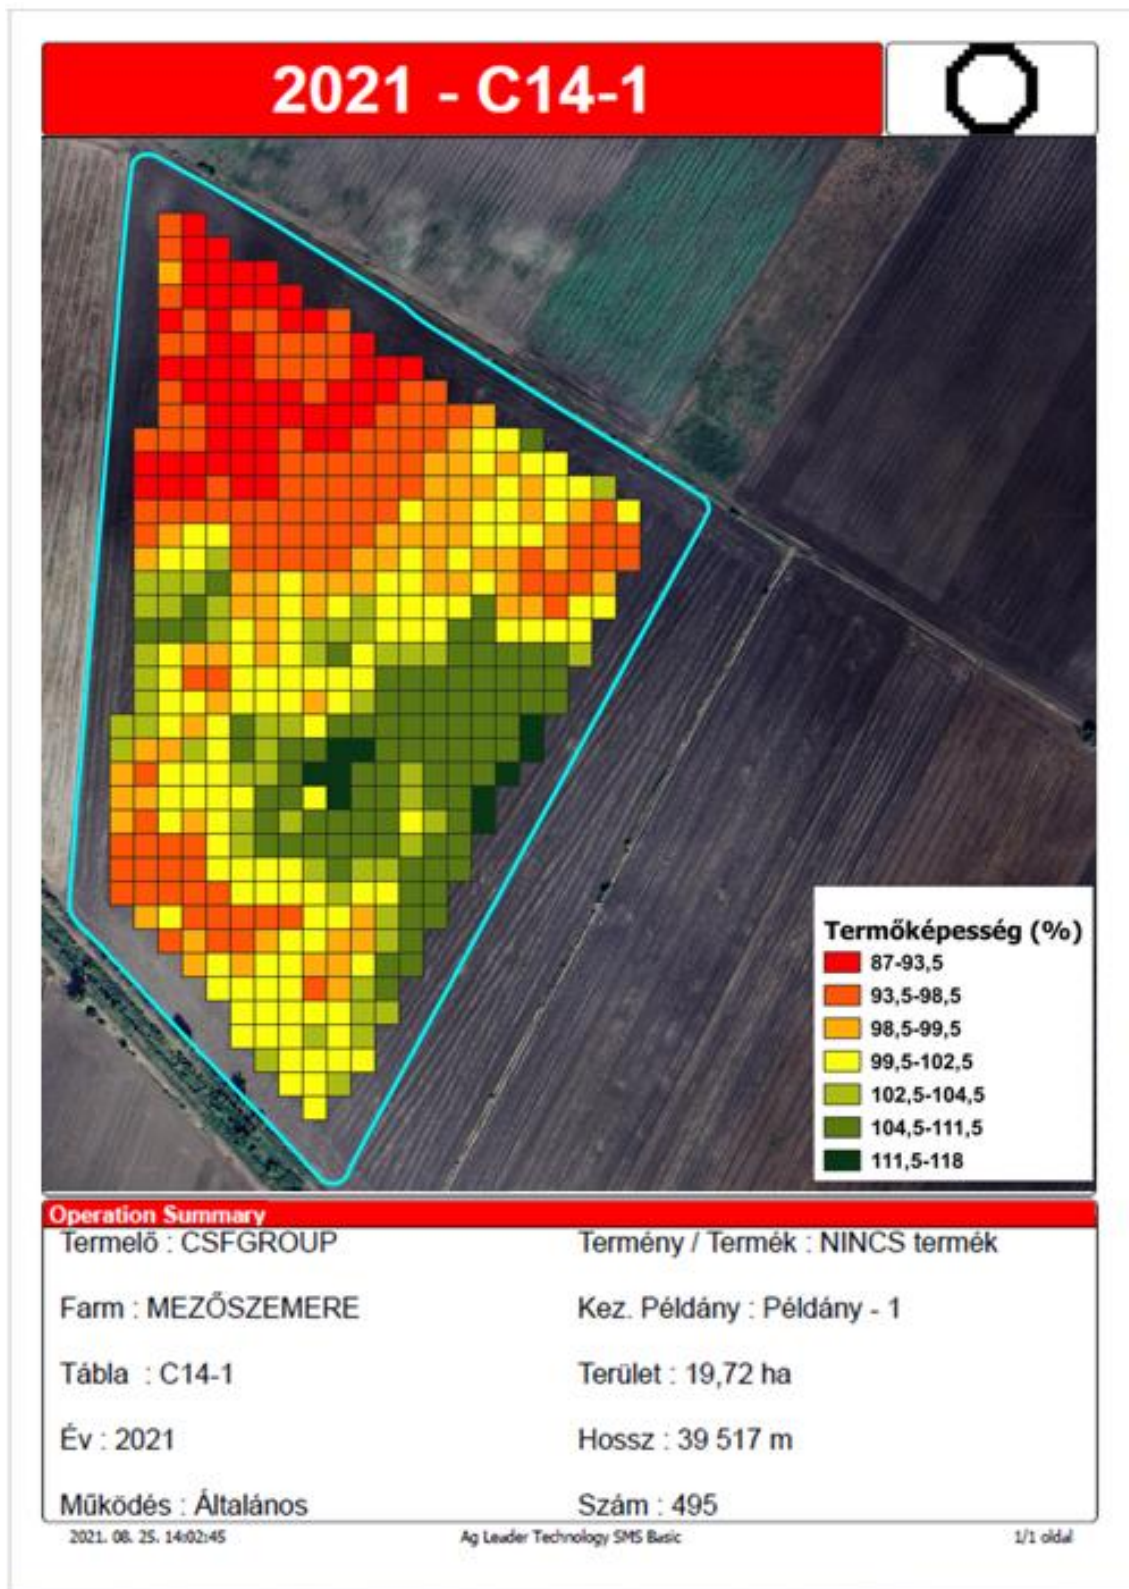 2021 - C14-1
Termőképesség (%)
87-93,5
93,5-98,5
98,5-99,5
99,5-102,5
102,5-104,5
104,5-111,5
111,5-118
Operation Summary
Termelő : CSFGROUP
Termény / Termék : NINCS termék
Farm : MEZŐSZEMERE
Kez. Példány : Példány - 1
Tábla : C14-1
Terület : 19,72 ha
Év : 2021
Hossz : 39 517 m
Működés : Általános
Szám : 495
2021. 08. 25. 14:02:45
Ag Leader Technology SMS Basic
1/1 oldal